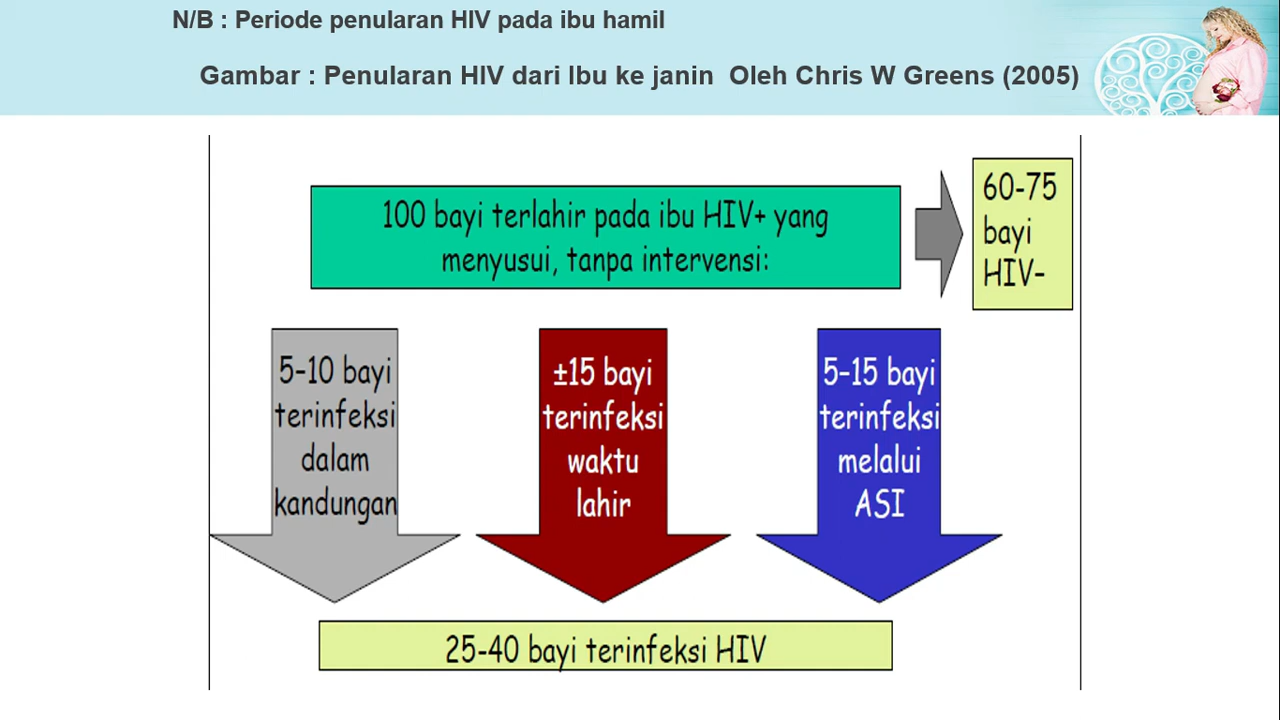 N/B : Periode penularan HIV pada ibu hamil
Gambar : Penularan HIV dari Ibu ke janin  Oleh Chris W Greens (2005)
100 bayi terlahir pada ibu HIV+ yang
menyusui, tanpa intervensi:
60-75
bayi
HIV-
5-10 bayi
terinfeksi
dalam
kandungan
±15 bayi
terinfeksi
waktu
lahir
5-15 bayi
terinfeksi
melalui
ASI
25-40 bayi terinfeksi HIV